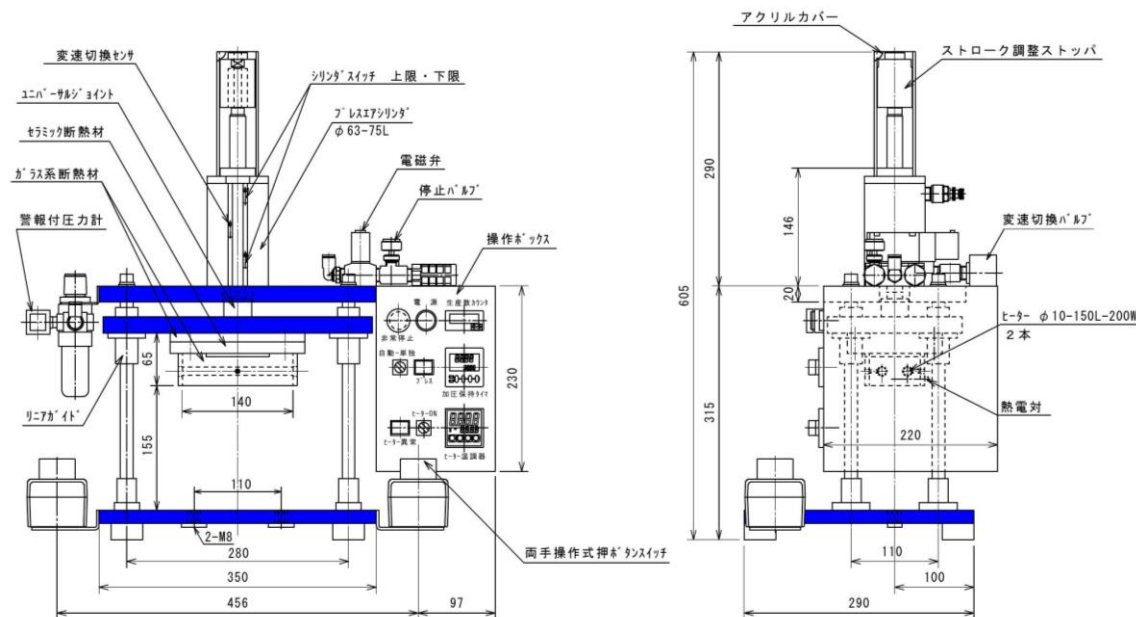 変速切換センサ
ユニバーサルジョイント
セラミック断熱材
ガラス系断熱材
警報付圧力計
リニアガイド
シリンダスイッチ 上限・下限
プレスエアシリンダ
φ63-75L
電磁弁
停止バルブ
操作ボックス
電 源
生産数カウンタ
非常停止
自動-単独
プレス
加圧保持タイマ
ヒーターON
ヒーター異常
ヒーター温調器
両手操作式押ボタンスイッチ
65
140
155
110
2-M8
280
350
456
97
230
アクリルカバー
ストローク調整ストッパ
変速切換バルブ
ヒーター φ10-150L-200W
2本
熱電対
605
290
146
20
315
220
110
100
290